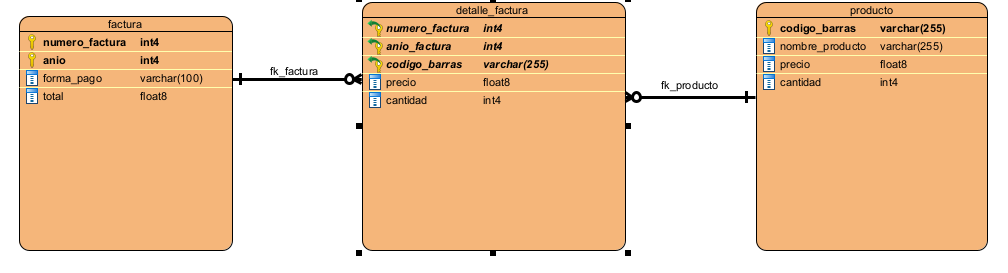 factura
numero_factura int4
anio int4
forma_pago varchar(100)
total float8
fk_factura
detalle_factura
numero_factura int4
anio_factura int4
codigo_barras varchar(255)
precio float8
cantidad int4
fk_producto
producto
codigo_barras varchar(255)
nombre_producto varchar(255)
precio float8
cantidad int4